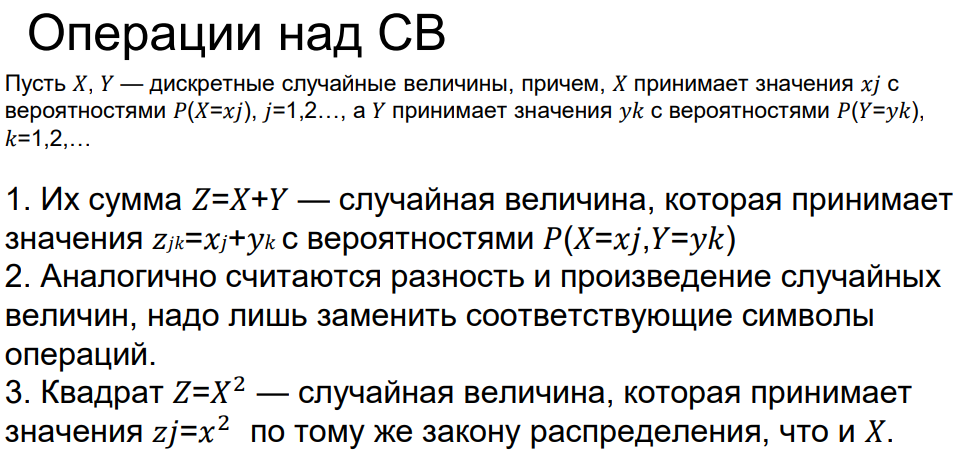 Операции над СВ
Пусть 𝑋, 𝑌 — дискретные случайные величины, причем, 𝑋 принимает значения 𝑥𝑗 с
вероятностями 𝑃(𝑋=𝑥𝑗), 𝑗=1,2…, а 𝑌 принимает значения 𝑦𝑘 с вероятностями 𝑃(𝑌=𝑦𝑘),
𝑘=1,2,…
1. Их сумма 𝑍=𝑋+𝑌 — случайная величина, которая принимает
значения 𝑧𝑗𝑘=𝑥𝑗+𝑦𝑘 с вероятностями 𝑃(𝑋=𝑥𝑗,𝑌=𝑦𝑘)
2. Аналогично считаются разность и произведение случайных
величин, надо лишь заменить соответствующие символы
операций.
3. Квадрат 𝑍=𝑋² — случайная величина, которая принимает
значения 𝑧𝑗=𝑥² по тому же закону распределения, что и 𝑋.